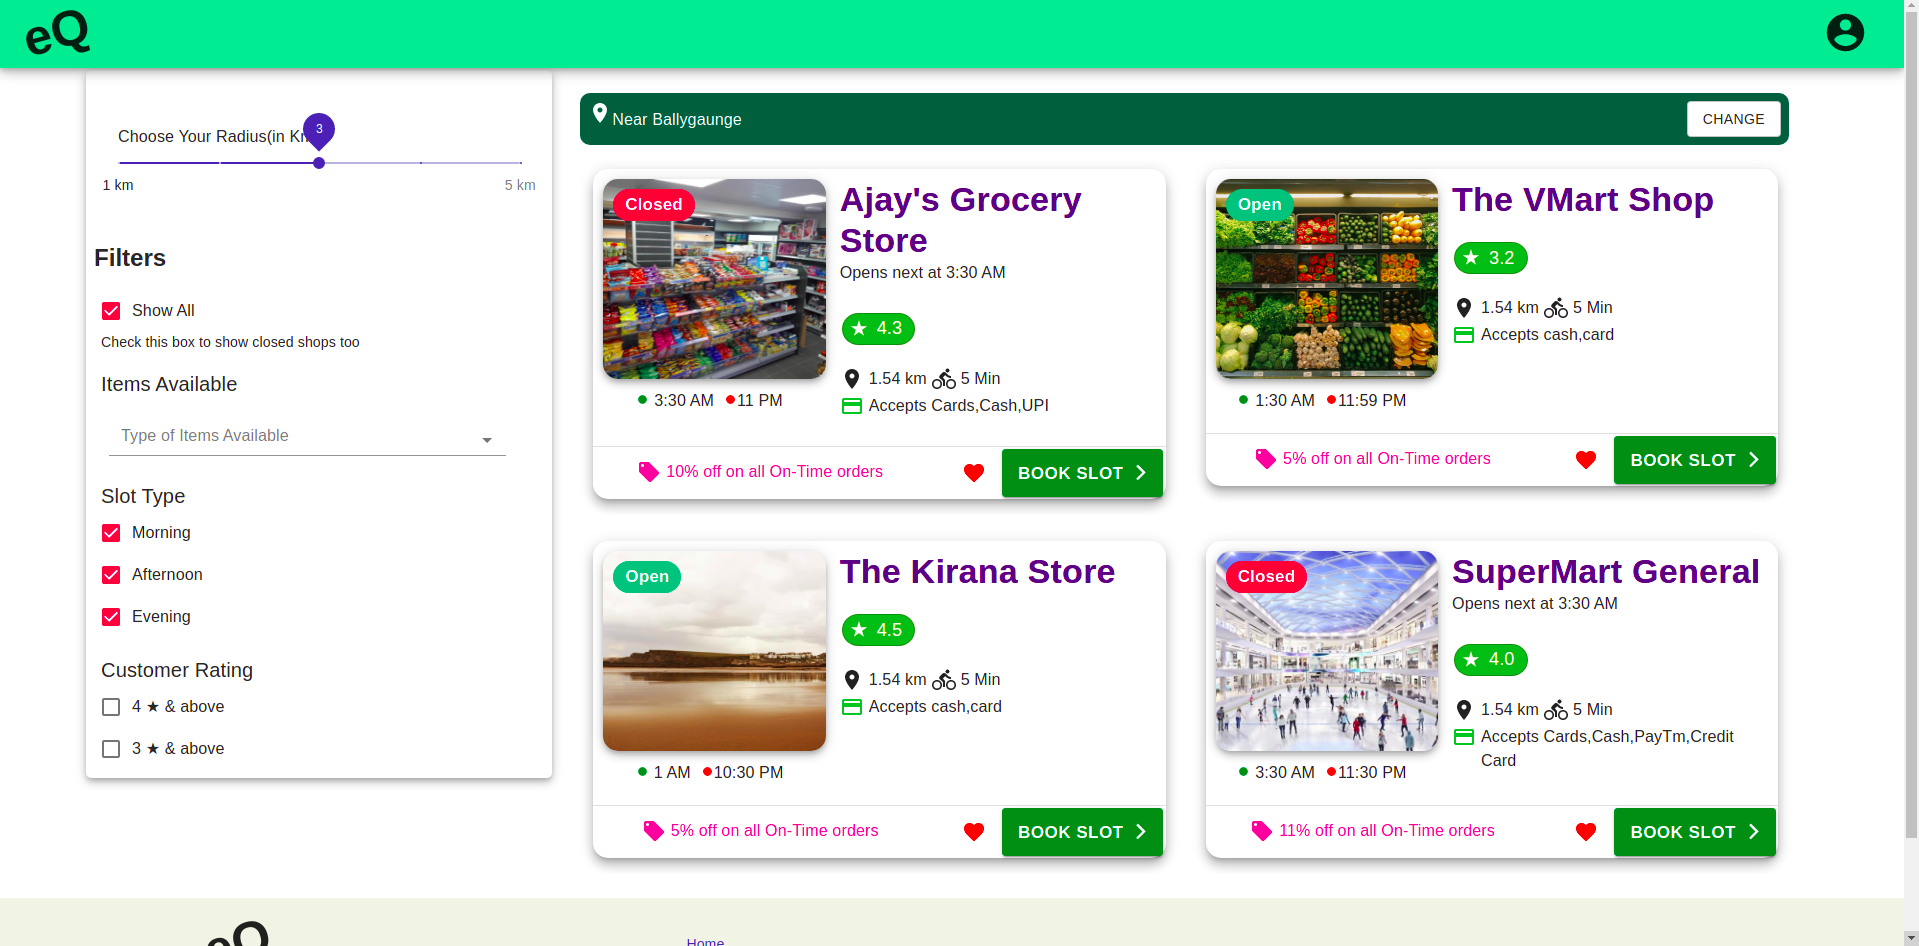 eQ
Choose Your Radius(in Km
3
1 km
5 km
Filters
Show All
Check this box to show closed shops too
Items Available
Type of Items Available
Slot Type
Morning
Afternoon
Evening
Customer Rating
4 ★ & above
3 ★ & above
Near Ballygaunge
CHANGE
Closed
Ajay's Grocery
Store
Opens next at 3:30 AM
★ 4.3
1.54 km 5 Min
Accepts Cards,Cash,UPI
3:30 AM 11 PM
10% off on all On-Time orders
BOOK SLOT
Open
The VMart Shop
★ 3.2
1.54 km 5 Min
Accepts cash,card
1:30 AM 11:59 PM
5% off on all On-Time orders
BOOK SLOT
Open
The Kirana Store
★ 4.5
1.54 km 5 Min
Accepts cash,card
1 AM 10:30 PM
5% off on all On-Time orders
BOOK SLOT
Closed
SuperMart General
Opens next at 3:30 AM
★ 4.0
1.54 km 5 Min
Accepts Cards,Cash,PayTm,Credit
Card
3:30 AM 11:30 PM
11% off on all On-Time orders
BOOK SLOT
eQ
Home